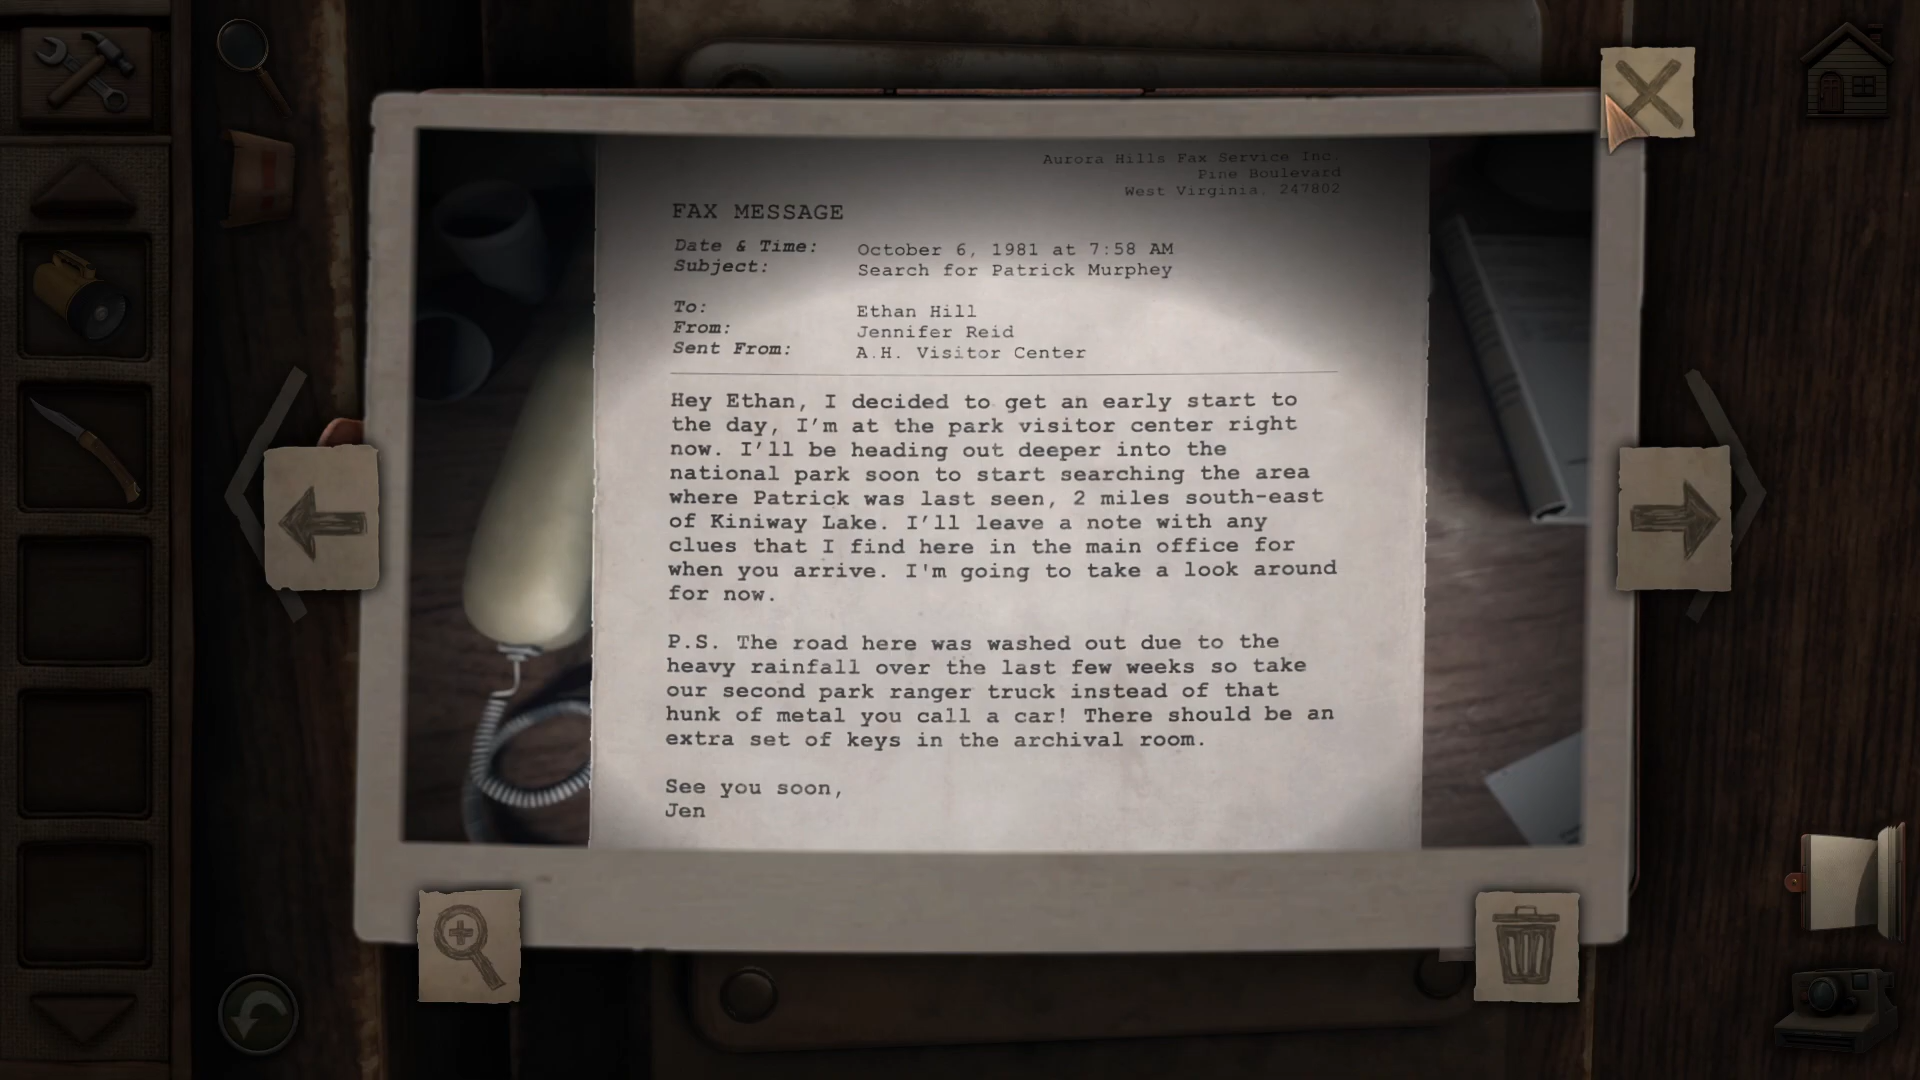 Aurora Hills Fax Service Inc.
Pine Boulevard
West Virginia. 247802
FAX MESSAGE
Date & Time: October 6, 1981 at 7:58 AM
Subject: Search for Patrick Murphey
To: Ethan Hill
From: Jennifer Reid
Sent From: A.H. Visitor Center
Hey Ethan, I decided to get an early start to
the day, I'm at the park visitor center right
now. I'll be heading out deeper into the
national park soon to start searching the area
where Patrick was last seen, 2 miles south-east
of Kiniway Lake. I'll leave a note with any
clues that I find here in the main office for
when you arrive. I'm going to take a look around
for now.
P.S. The road here was washed out due to the
heavy rainfall over the last few weeks so take
our second park ranger truck instead of that
hunk of metal you call a car! There should be an
extra set of keys in the archival room.
See you soon,
Jen